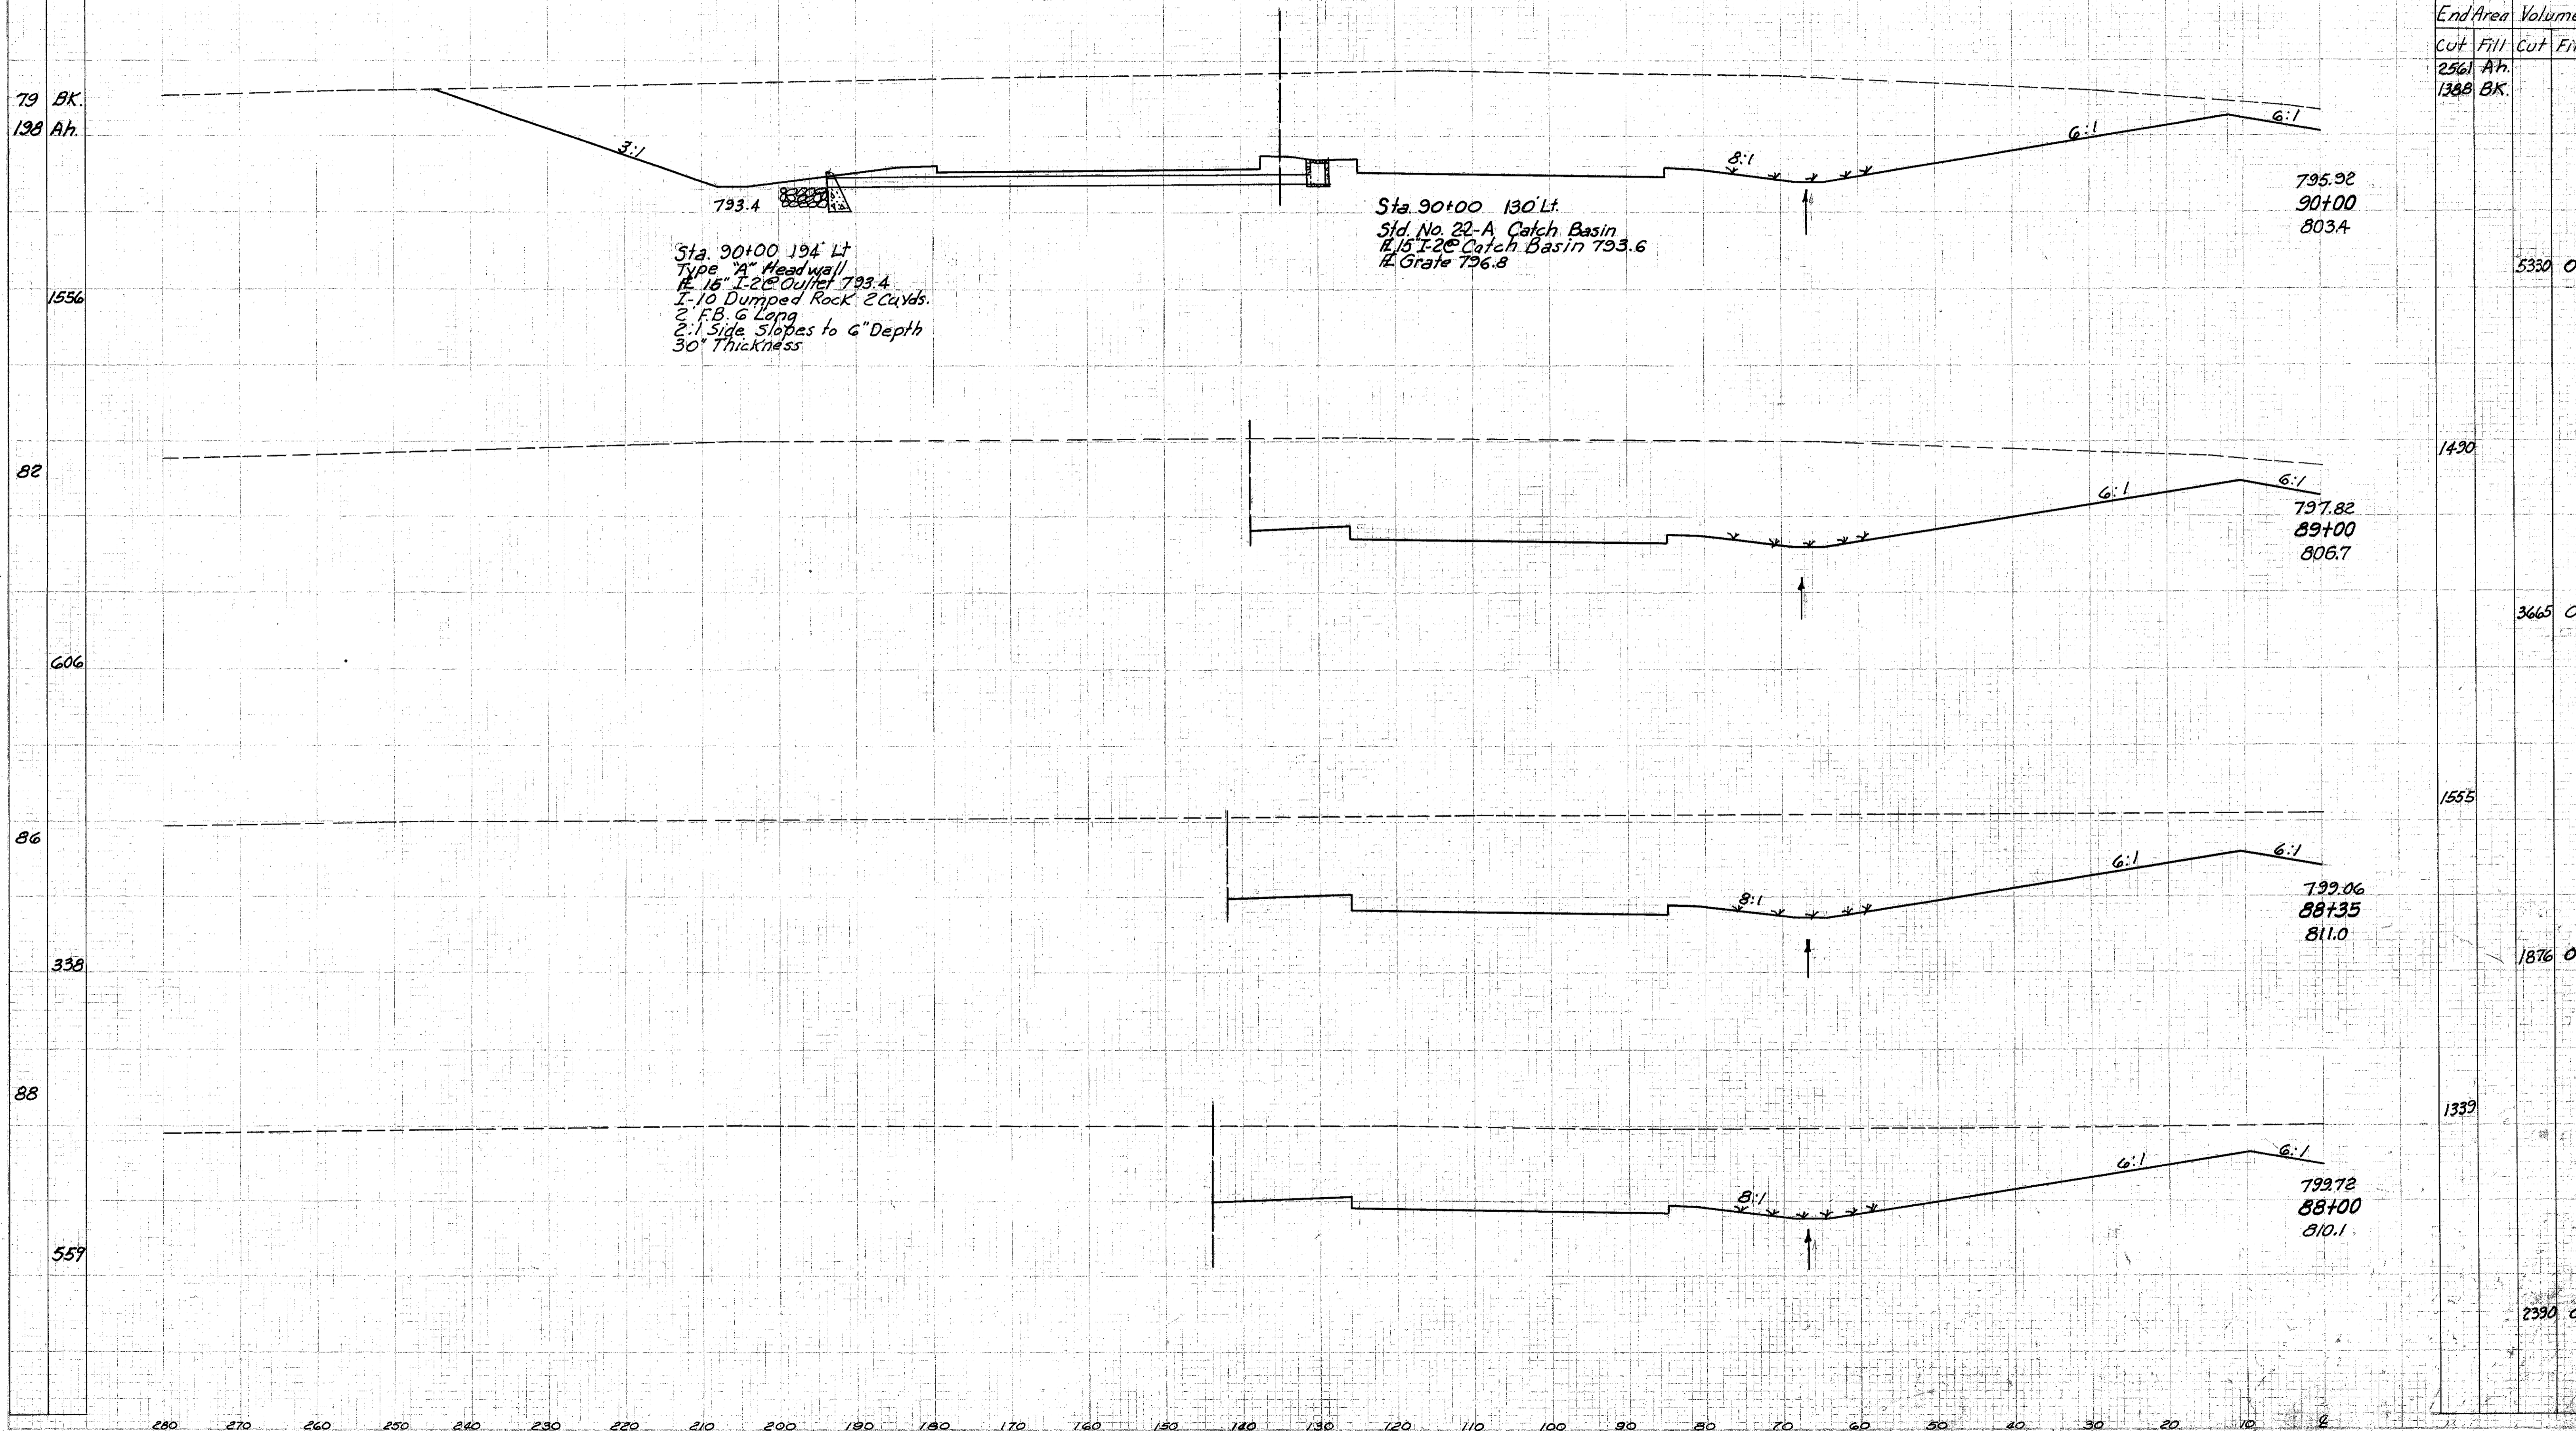 End Area Volume
Cut Fill Cut
2561 Ah.
1388 BK.
79 BK.
198 Ah.
3:1
8:1
6:1
6:1
793.4
795.92
90+00
803.4
Sta. 90+00 130' Lt.
Std. No. 22-A Catch Basin
15" I-2@ Catch Basin 793.6
Grate 796.8
Sta. 90+00 194' Lt
Type "A" Headwall
15" I-2@ Outlet 793.4
I-10 Dumped Rock 2 Cu.yds.
2' F.B. 6' Long
2:1 Side Slopes to 6" Depth
30" Thickness
5330 0
1556
82
1490
6:1
6:1
797.82
89+00
806.7
3665
606
1555
86
8:1
6:1
6:1
799.06
88+35
811.0
338
1876 0
88
1339
8:1
6:1
6:1
799.72
88+00
810.1
559
2390
280 270 260 250 240 230 220 210 200 190 180 170 160 150 140 130 120 110 100 90 80 70 60 50 40 30 20 10 ℄